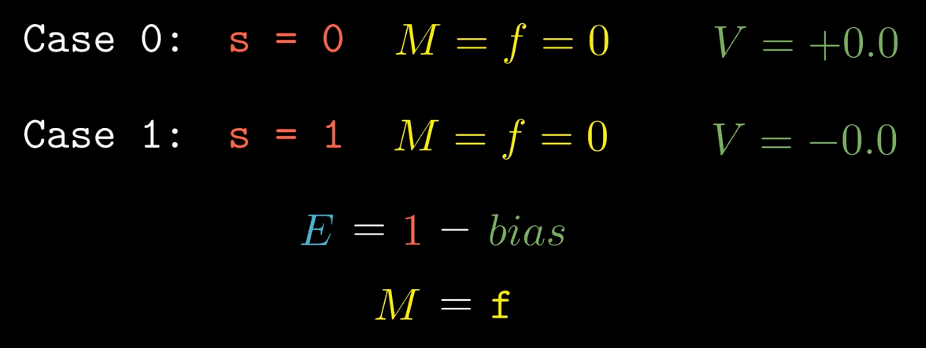 Case 0: s = 0 M = f = 0 V = +0.0
Case 1: s = 1 M = f = 0 V = −0.0
E = 1 − bias
M = f